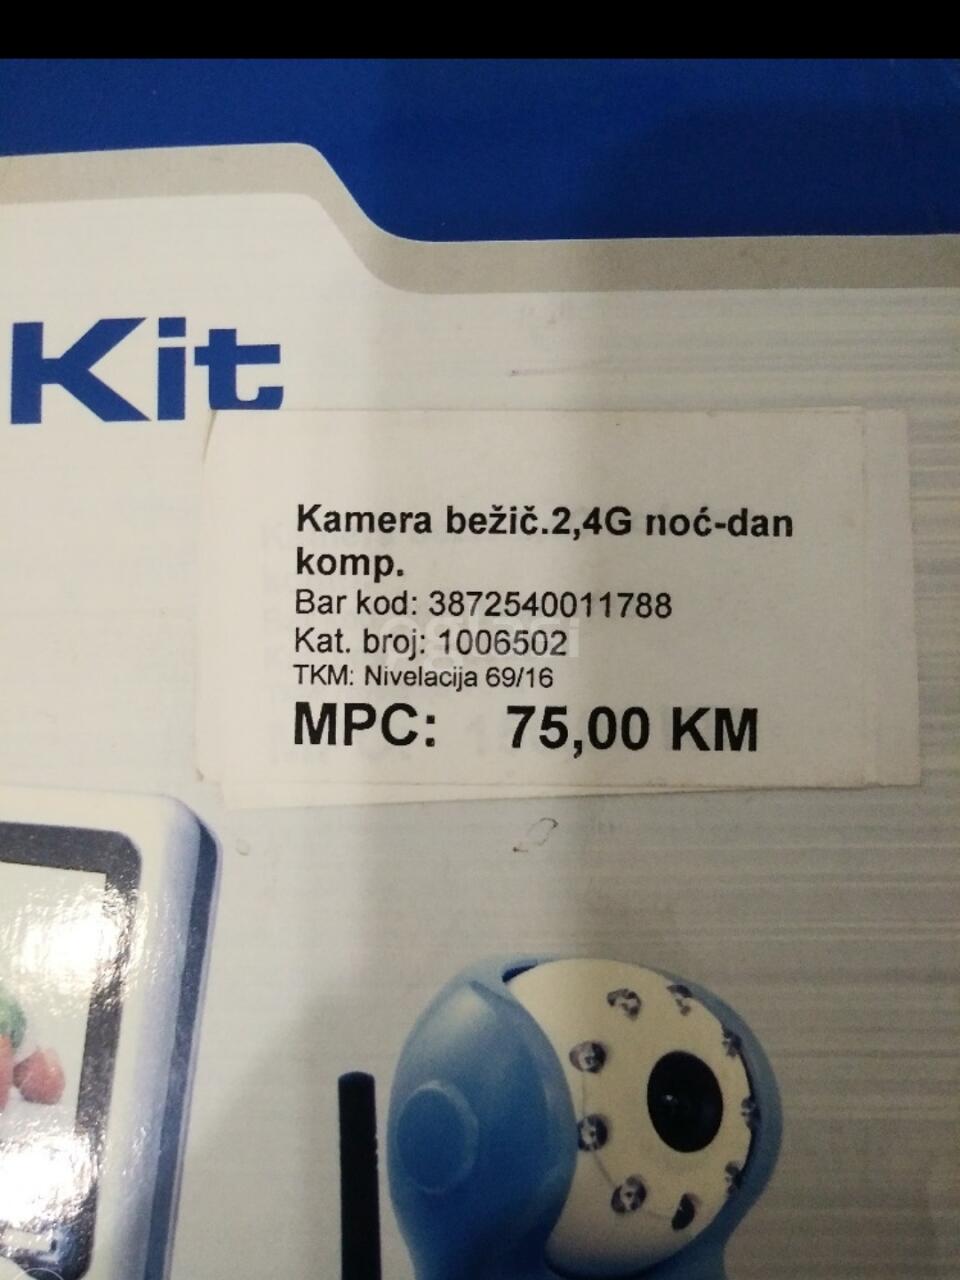 Kit
Kamera bežič.2,4G noć-dan
komp.
Bar kod: 3872540011788
Kat. broj: 1006502
TKM: Nivelacija 69/16
MPC: 75,00 KM